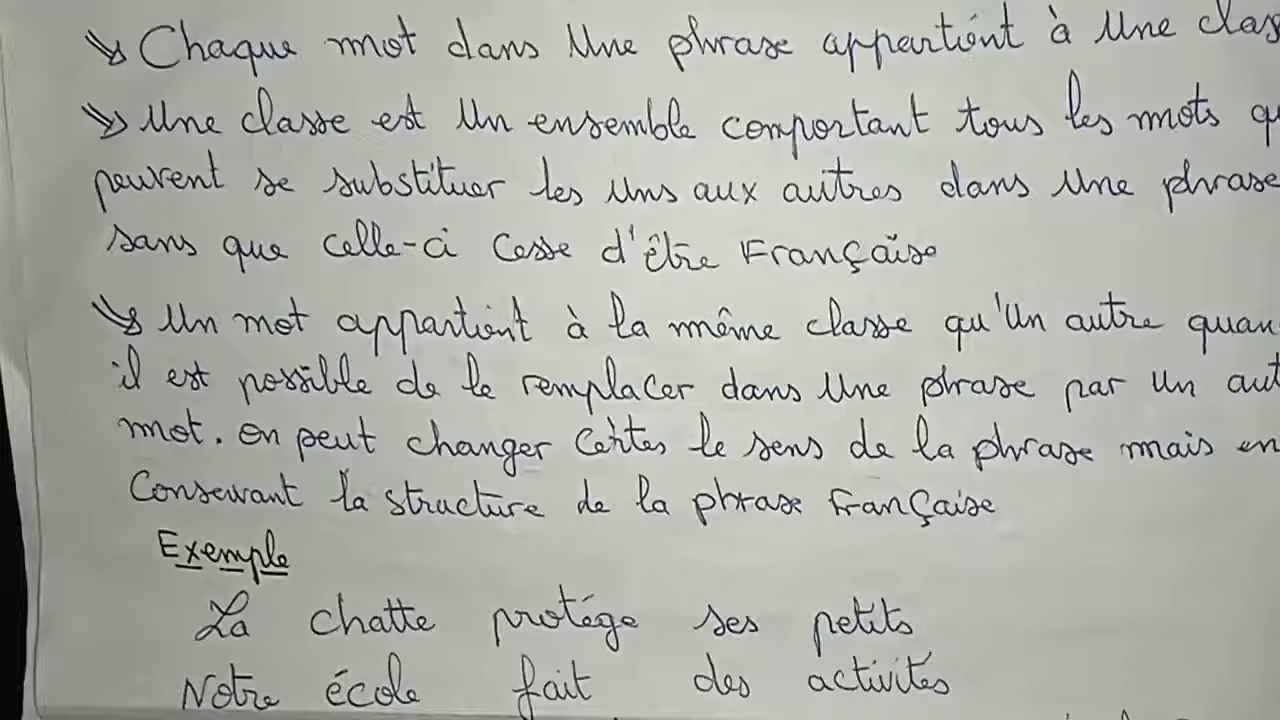 Chaque mot dans Une phrase appartient à Une clas
Une classe est Un ensemble comportant tous les mots qu
peuvent se substituer les Uns aux autres dans Une phrase
sans que celle-ci cesse d'être Française
Un mot appartient à la même classe qu'Un autre quan
il est possible de le remplacer dans Une phrase par Un aut
mot. On peut changer certes le sens de la phrase mais en
Conservant la structure de la phrase Française
Exemple
La chatte protége ses petits
Notre école fait des activités